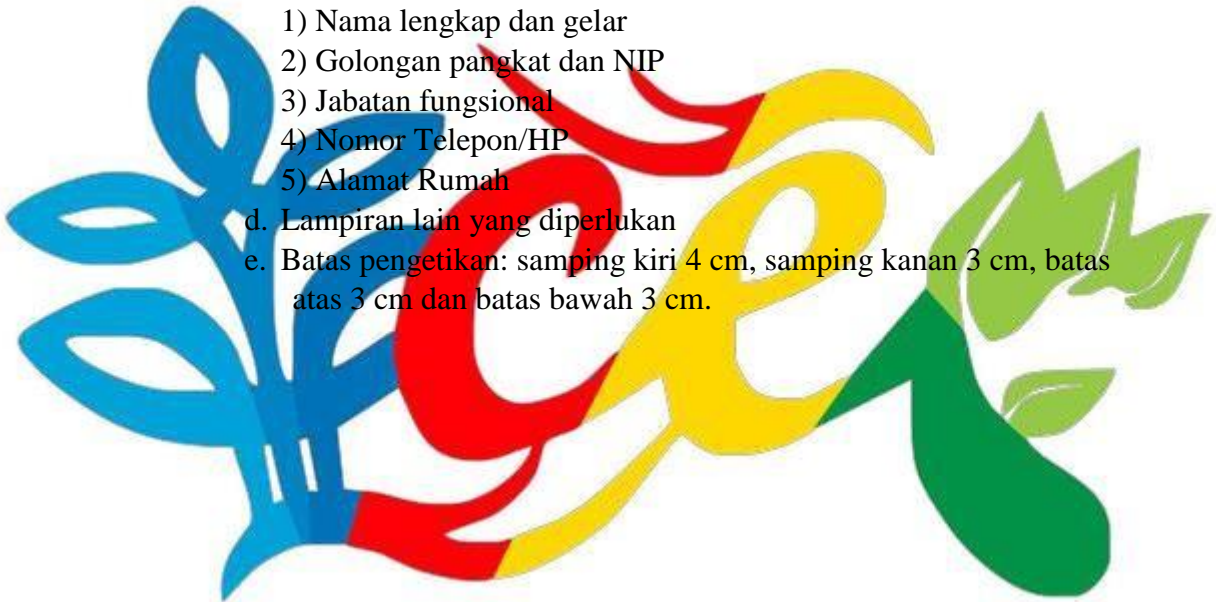 1) Nama lengkap dan gelar
2) Golongan pangkat dan NIP
3) Jabatan fungsional
4) Nomor Telepon/HP
5) Alamat Rumah
d. Lampiran lain yang diperlukan
e. Batas pengetikan: samping kiri 4 cm, samping kanan 3 cm, batas
atas 3 cm dan batas bawah 3 cm.